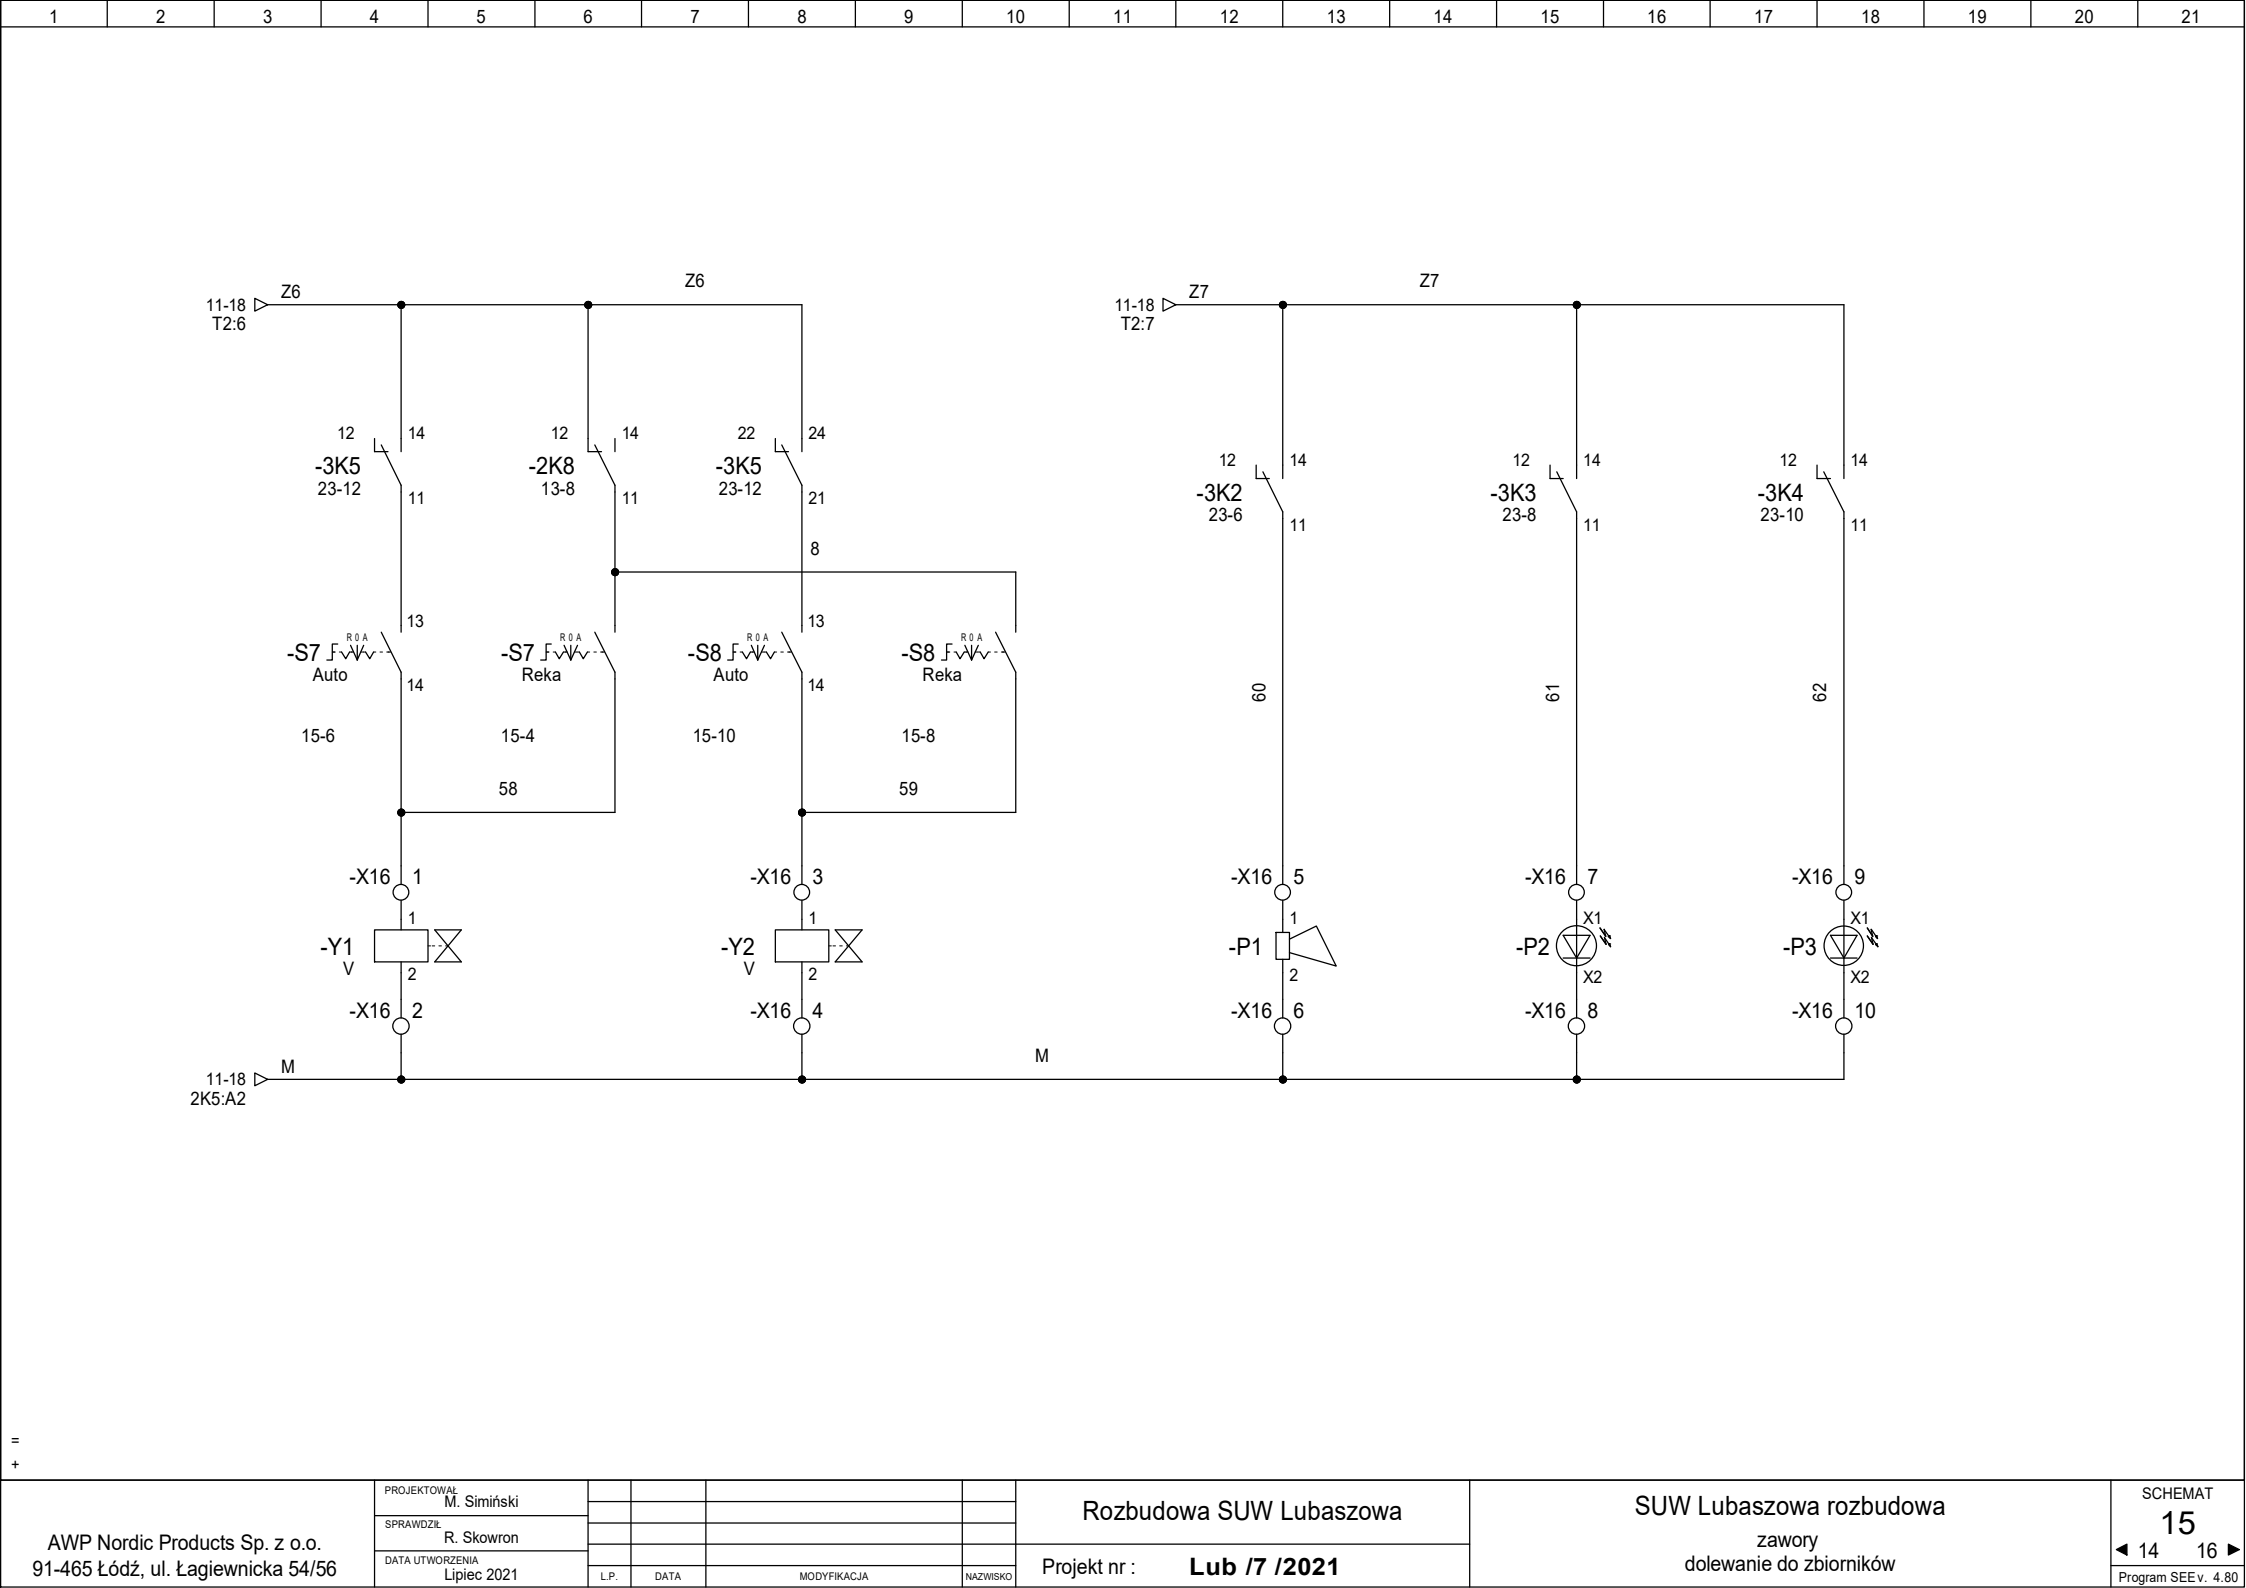 1 2 3 4 5 6 7 8 9 10 11 12 13 14 15 16 17 18 19 20 21
Z6 Z6 Z7 Z7
11-18 11-18
T2:6 T2:7
12 14 12 14 22 24
-3K5 -2K8 -3K5
23-12 13-8 23-12
11 11 21
12 14 12 14 12 14
-3K2 -3K3 -3K4
23-6 23-8 23-10
11 11 11
8
13 13
R 0 A R 0 A R 0 A R 0 A
-S7 -S7 -S8 -S8
Auto Reka Auto Reka
14 14
60 61 62
15-6 15-4 15-10 15-8
58 59
-X16 1 -X16 3 -X16 5 -X16 7 -X16 9
1 1 1 X1 X1
-Y1 -Y2 -P1 -P2 -P3
V V
2 2 2 X2 X2
-X16 2 -X16 4 -X16 6 -X16 8 -X16 10
M M
11-18
2K5:A2
=
+
AWP Nordic Products Sp. z o.o.
91-465 Łódź, ul. Łagiewnicka 54/56
PROJEKTOWAŁ
M. Simiński
SPRAWDZIŁ
R. Skowron
DATA UTWORZENIA
Lipiec 2021
L.P. DATA MODYFIKACJA NAZWISKO
Rozbudowa SUW Lubaszowa
Projekt nr : Lub /7 /2021
SUW Lubaszowa rozbudowa
zawory
dolewanie do zbiorników
SCHEMAT
15
14 16
Program SEE v. 4.80